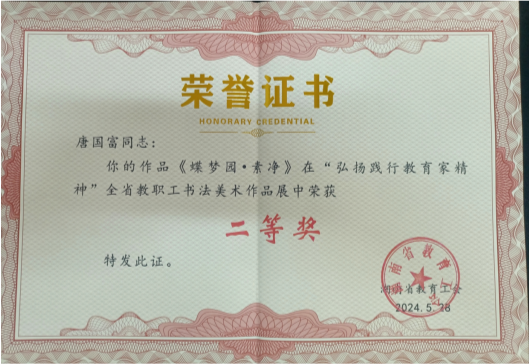 荣誉证书
HONORARY CREDENTIAL
唐国富同志：
你的作品《蝶梦园·素净》在“弘扬践行教育家精
神”全省教职工书法美术作品展中荣获
二等奖
特发此证。
湖南省教育工会
2024.5.28